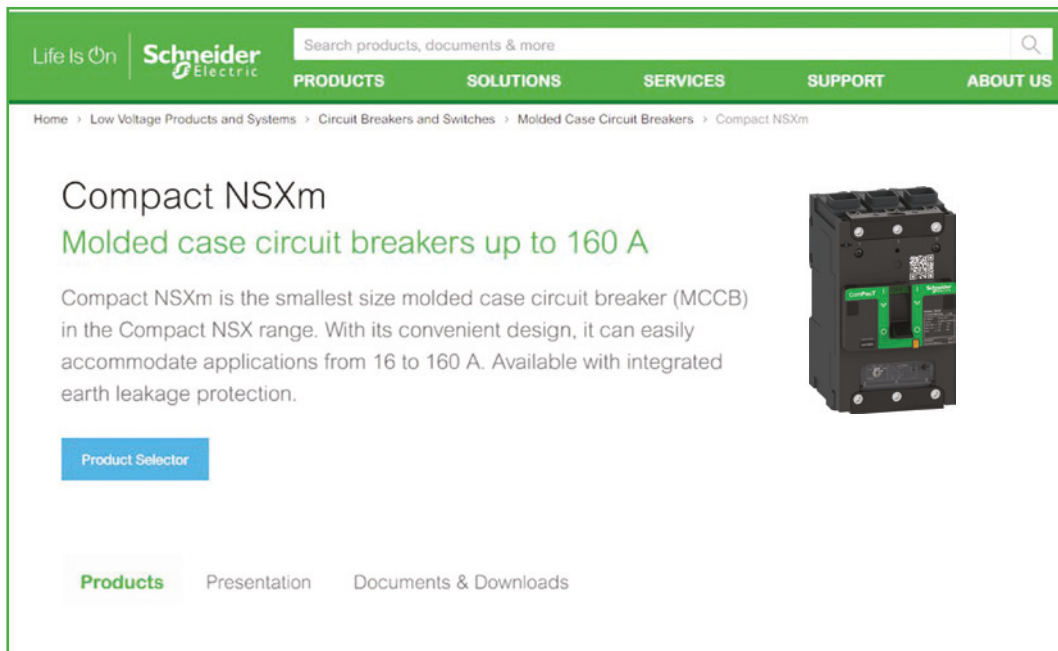 Life Is On
Schneider
Electric
Search products, documents & more
PRODUCTS SOLUTIONS SERVICES SUPPORT ABOUT US
Home > Low Voltage Products and Systems > Circuit Breakers and Switches > Molded Case Circuit Breakers > Compact NSXm
Compact NSXm
Molded case circuit breakers up to 160 A
Compact NSXm is the smallest size molded case circuit breaker (MCCB)
in the Compact NSX range. With its convenient design, it can easily
accommodate applications from 16 to 160 A. Available with integrated
earth leakage protection.
ComPacT
Schneider
Product Selector
Products Presentation Documents & Downloads